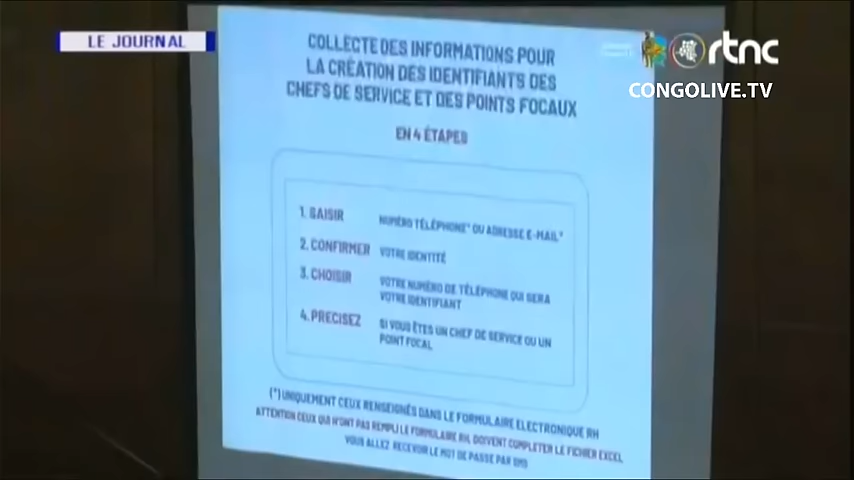 LE JOURNAL
rtnc
CONGOLIVE.TV
COLLECTE DES INFORMATIONS POUR
LA CRÉATION DES IDENTIFIANTS DES
CHEFS DE SERVICE ET DES POINTS FOCAUX
EN 4 ÉTAPES
1. SAISIR NUMÉRO TÉLÉPHONE* OU ADRESSE E-MAIL*
2. CONFIRMER VOTRE IDENTITÉ
3. CHOISIR VOTRE NUMÉRO DE TÉLÉPHONE QUI SERA
VOTRE IDENTIFIANT
4. PRECISEZ SI VOUS ÊTES UN CHEF DE SERVICE OU UN
POINT FOCAL
(*) UNIQUEMENT CEUX RENSEIGNÉS DANS LE FORMULAIRE ELECTRONIQUE RH
ATTENTION CEUX QUI N'ONT PAS REMPLI LE FORMULAIRE RH, DOIVENT COMPLETER LE FICHIER EXCEL
VOUS ALLEZ RECEVOIR LE MOT DE PASSE PAR SMS